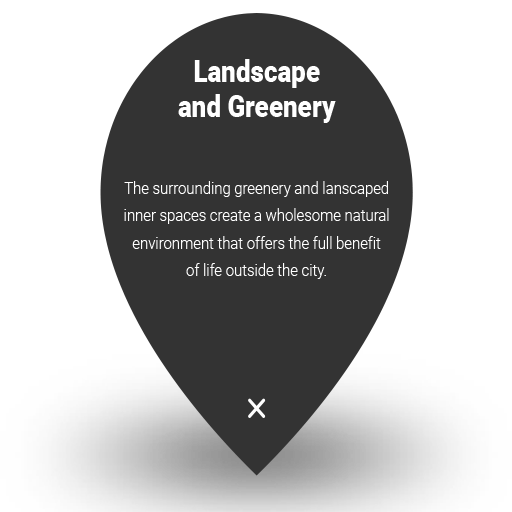 Landscape
and Greenery
The surrounding greenery and lanscaped
inner spaces create a wholesome natural
environment that offers the full benefit
of life outside the city.